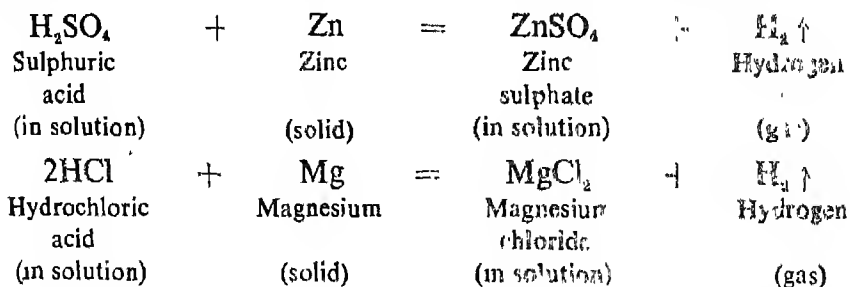 H₂SO₄ + Zn = ZnSO₄ + H₂ ↑
Sulphuric Zinc Zinc Hydrogen
acid sulphate
(in solution) (solid) (in solution) (gas)
2HCl + Mg = MgCl₂ + H₂ ↑
Hydrochloric Magnesium Magnesium Hydrogen
acid chloride
(in solution) (solid) (in solution) (gas)